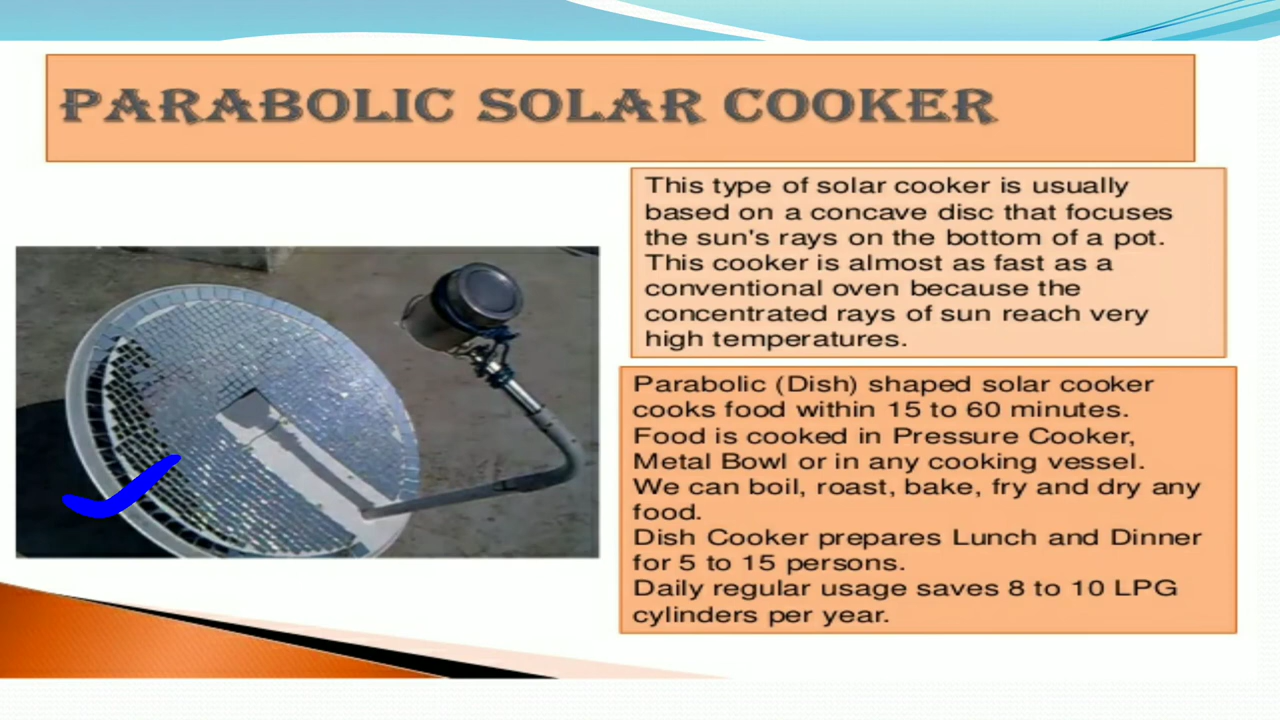 PARABOLIC SOLAR COOKER
This type of solar cooker is usually
based on a concave disc that focuses
the sun's rays on the bottom of a pot.
This cooker is almost as fast as a
conventional oven because the
concentrated rays of sun reach very
high temperatures.
Parabolic (Dish) shaped solar cooker
cooks food within 15 to 60 minutes.
Food is cooked in Pressure Cooker,
Metal Bowl or in any cooking vessel.
We can boil, roast, bake, fry and dry any
food.
Dish Cooker prepares Lunch and Dinner
for 5 to 15 persons.
Daily regular usage saves 8 to 10 LPG
cylinders per year.